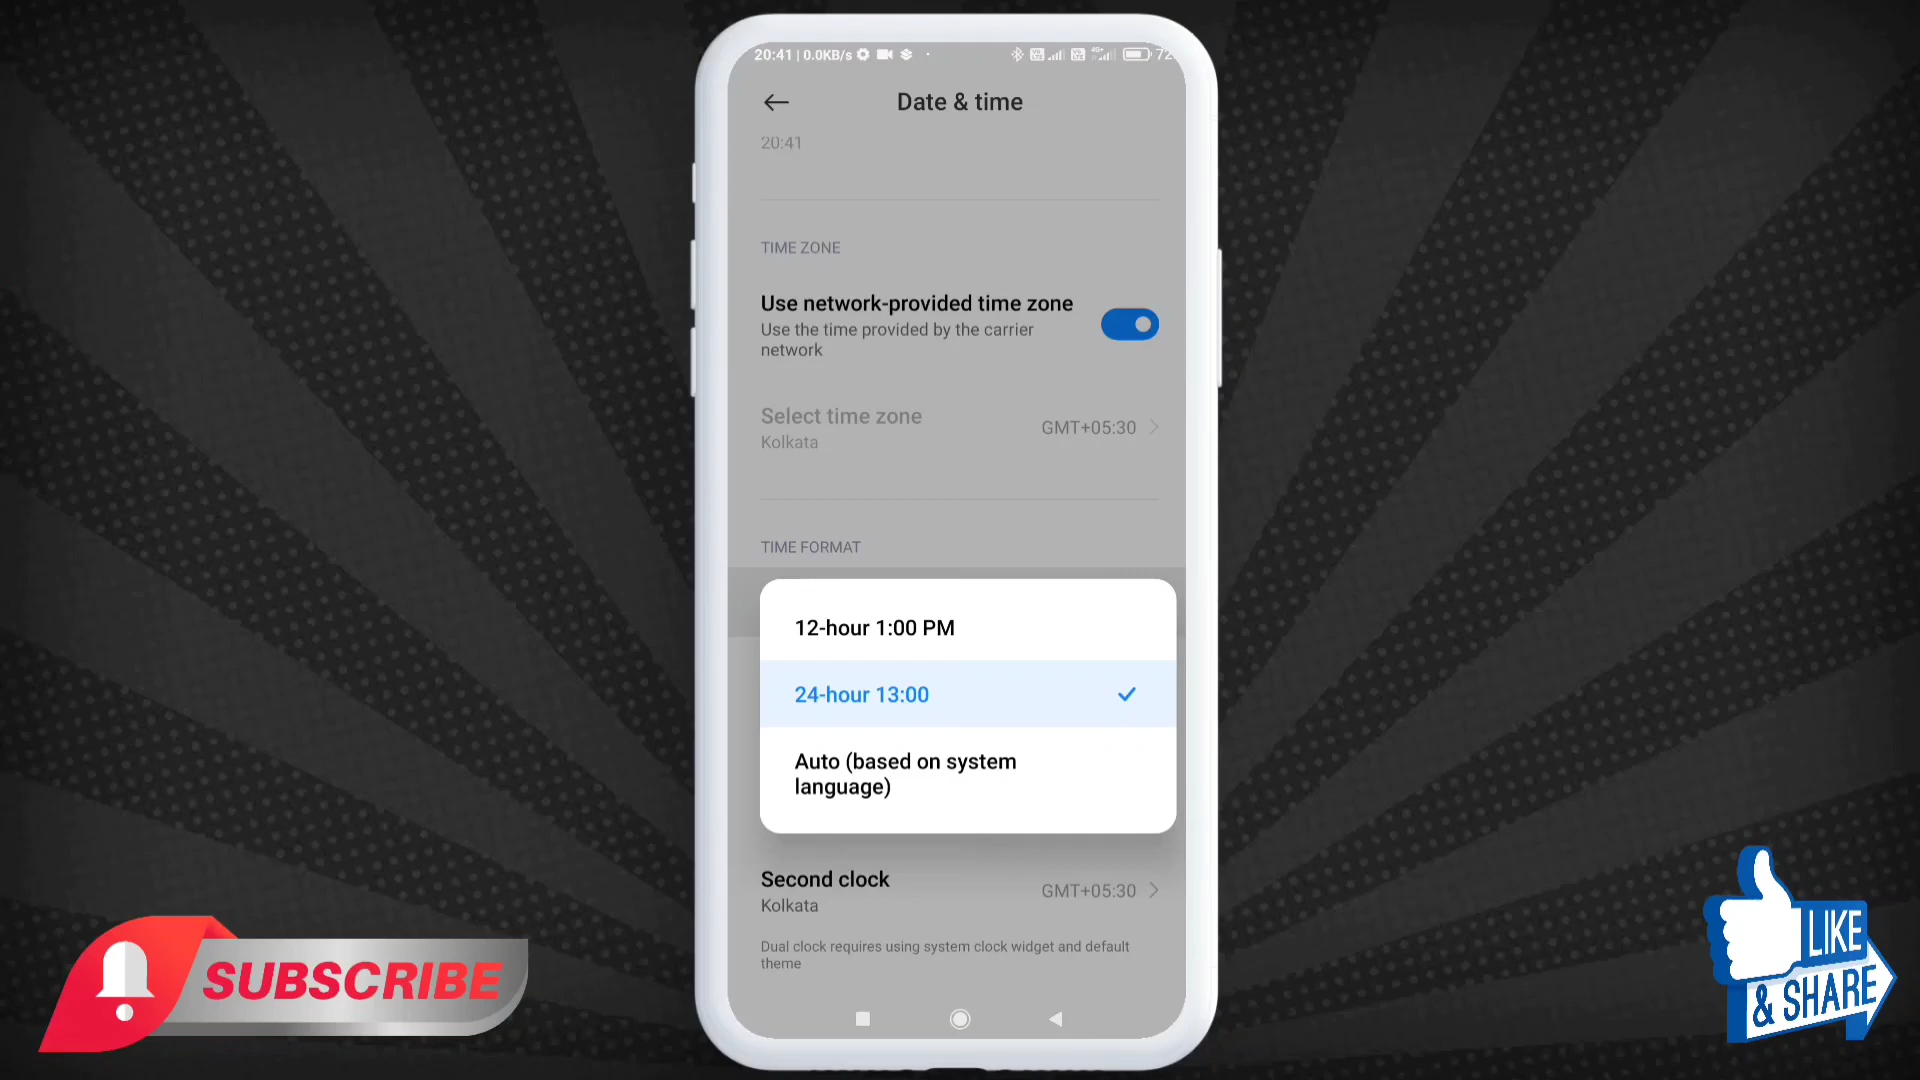 20:41 | 0.0KB/s
72
Date & time
20:41
TIME ZONE
Use network-provided time zone
Use the time provided by the carrier
network
Select time zone
Kolkata
GMT+05:30
TIME FORMAT
12-hour 1:00 PM
24-hour 13:00
Auto (based on system
language)
Second clock
Kolkata
GMT+05:30
Dual clock requires using system clock widget and default
theme
SUBSCRIBE
LIKE
& SHARE